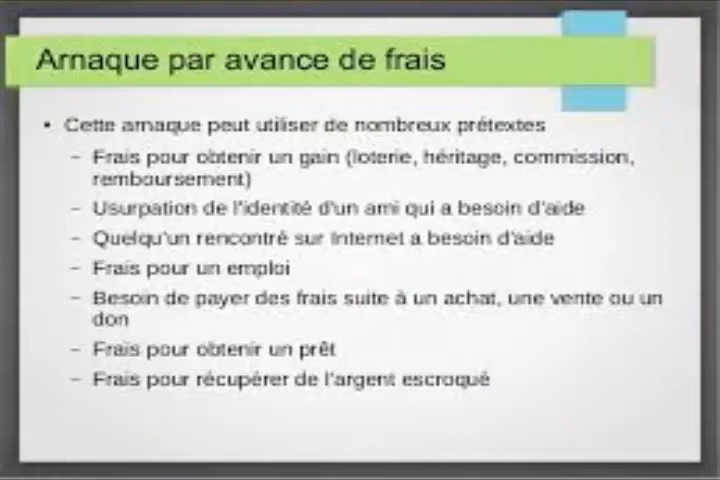 Arnaque par avance de frais
• Cette arnaque peut utiliser de nombreux prétextes
– Frais pour obtenir un gain (loterie, héritage, commission,
remboursement)
– Usurpation de l'identité d'un ami qui a besoin d'aide
– Quelqu'un rencontré sur Internet a besoin d'aide
– Frais pour un emploi
– Besoin de payer des frais suite à un achat, une vente ou un
don
– Frais pour obtenir un prêt
– Frais pour récupérer de l'argent escroqué